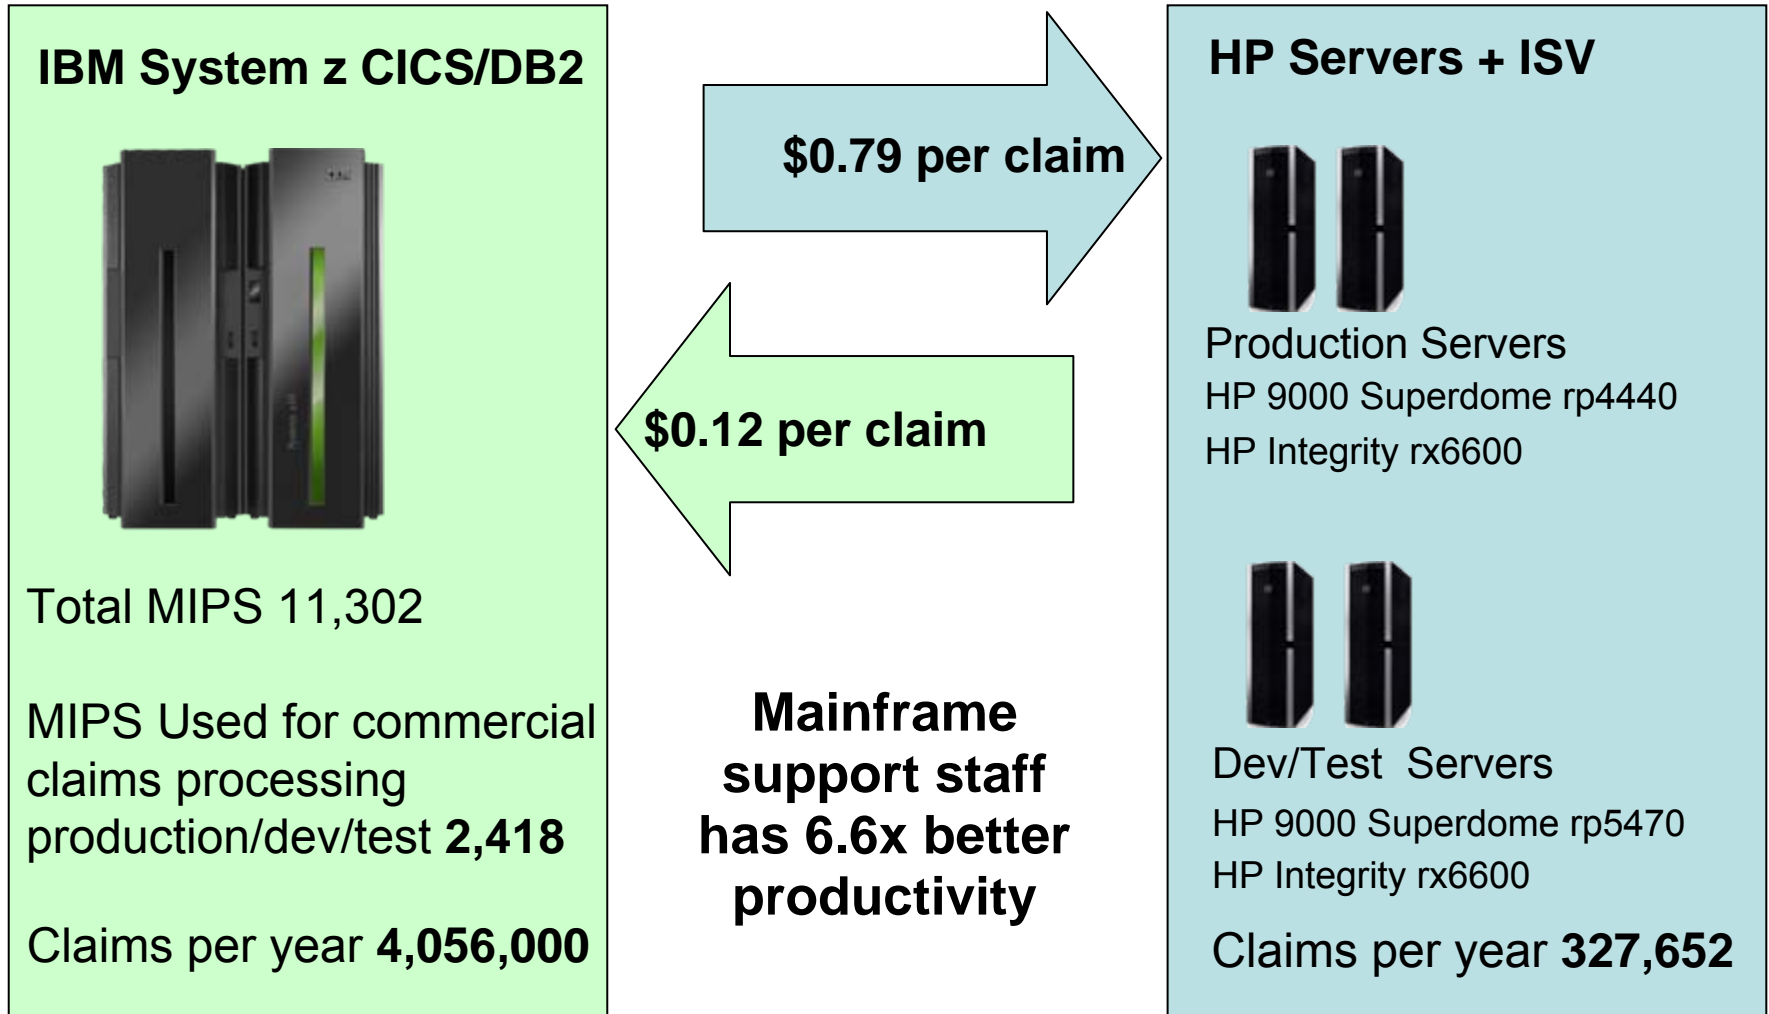 IBM System z CICS/DB2
Total MIPS 11,302
MIPS Used for commercial
claims processing
production/dev/test 2,418
Claims per year 4,056,000
$0.79 per claim
$0.12 per claim
Mainframe
support staff
has 6.6x better
productivity
HP Servers + ISV
Production Servers
HP 9000 Superdome rp4440
HP Integrity rx6600
Dev/Test Servers
HP 9000 Superdome rp5470
HP Integrity rx6600
Claims per year 327,652